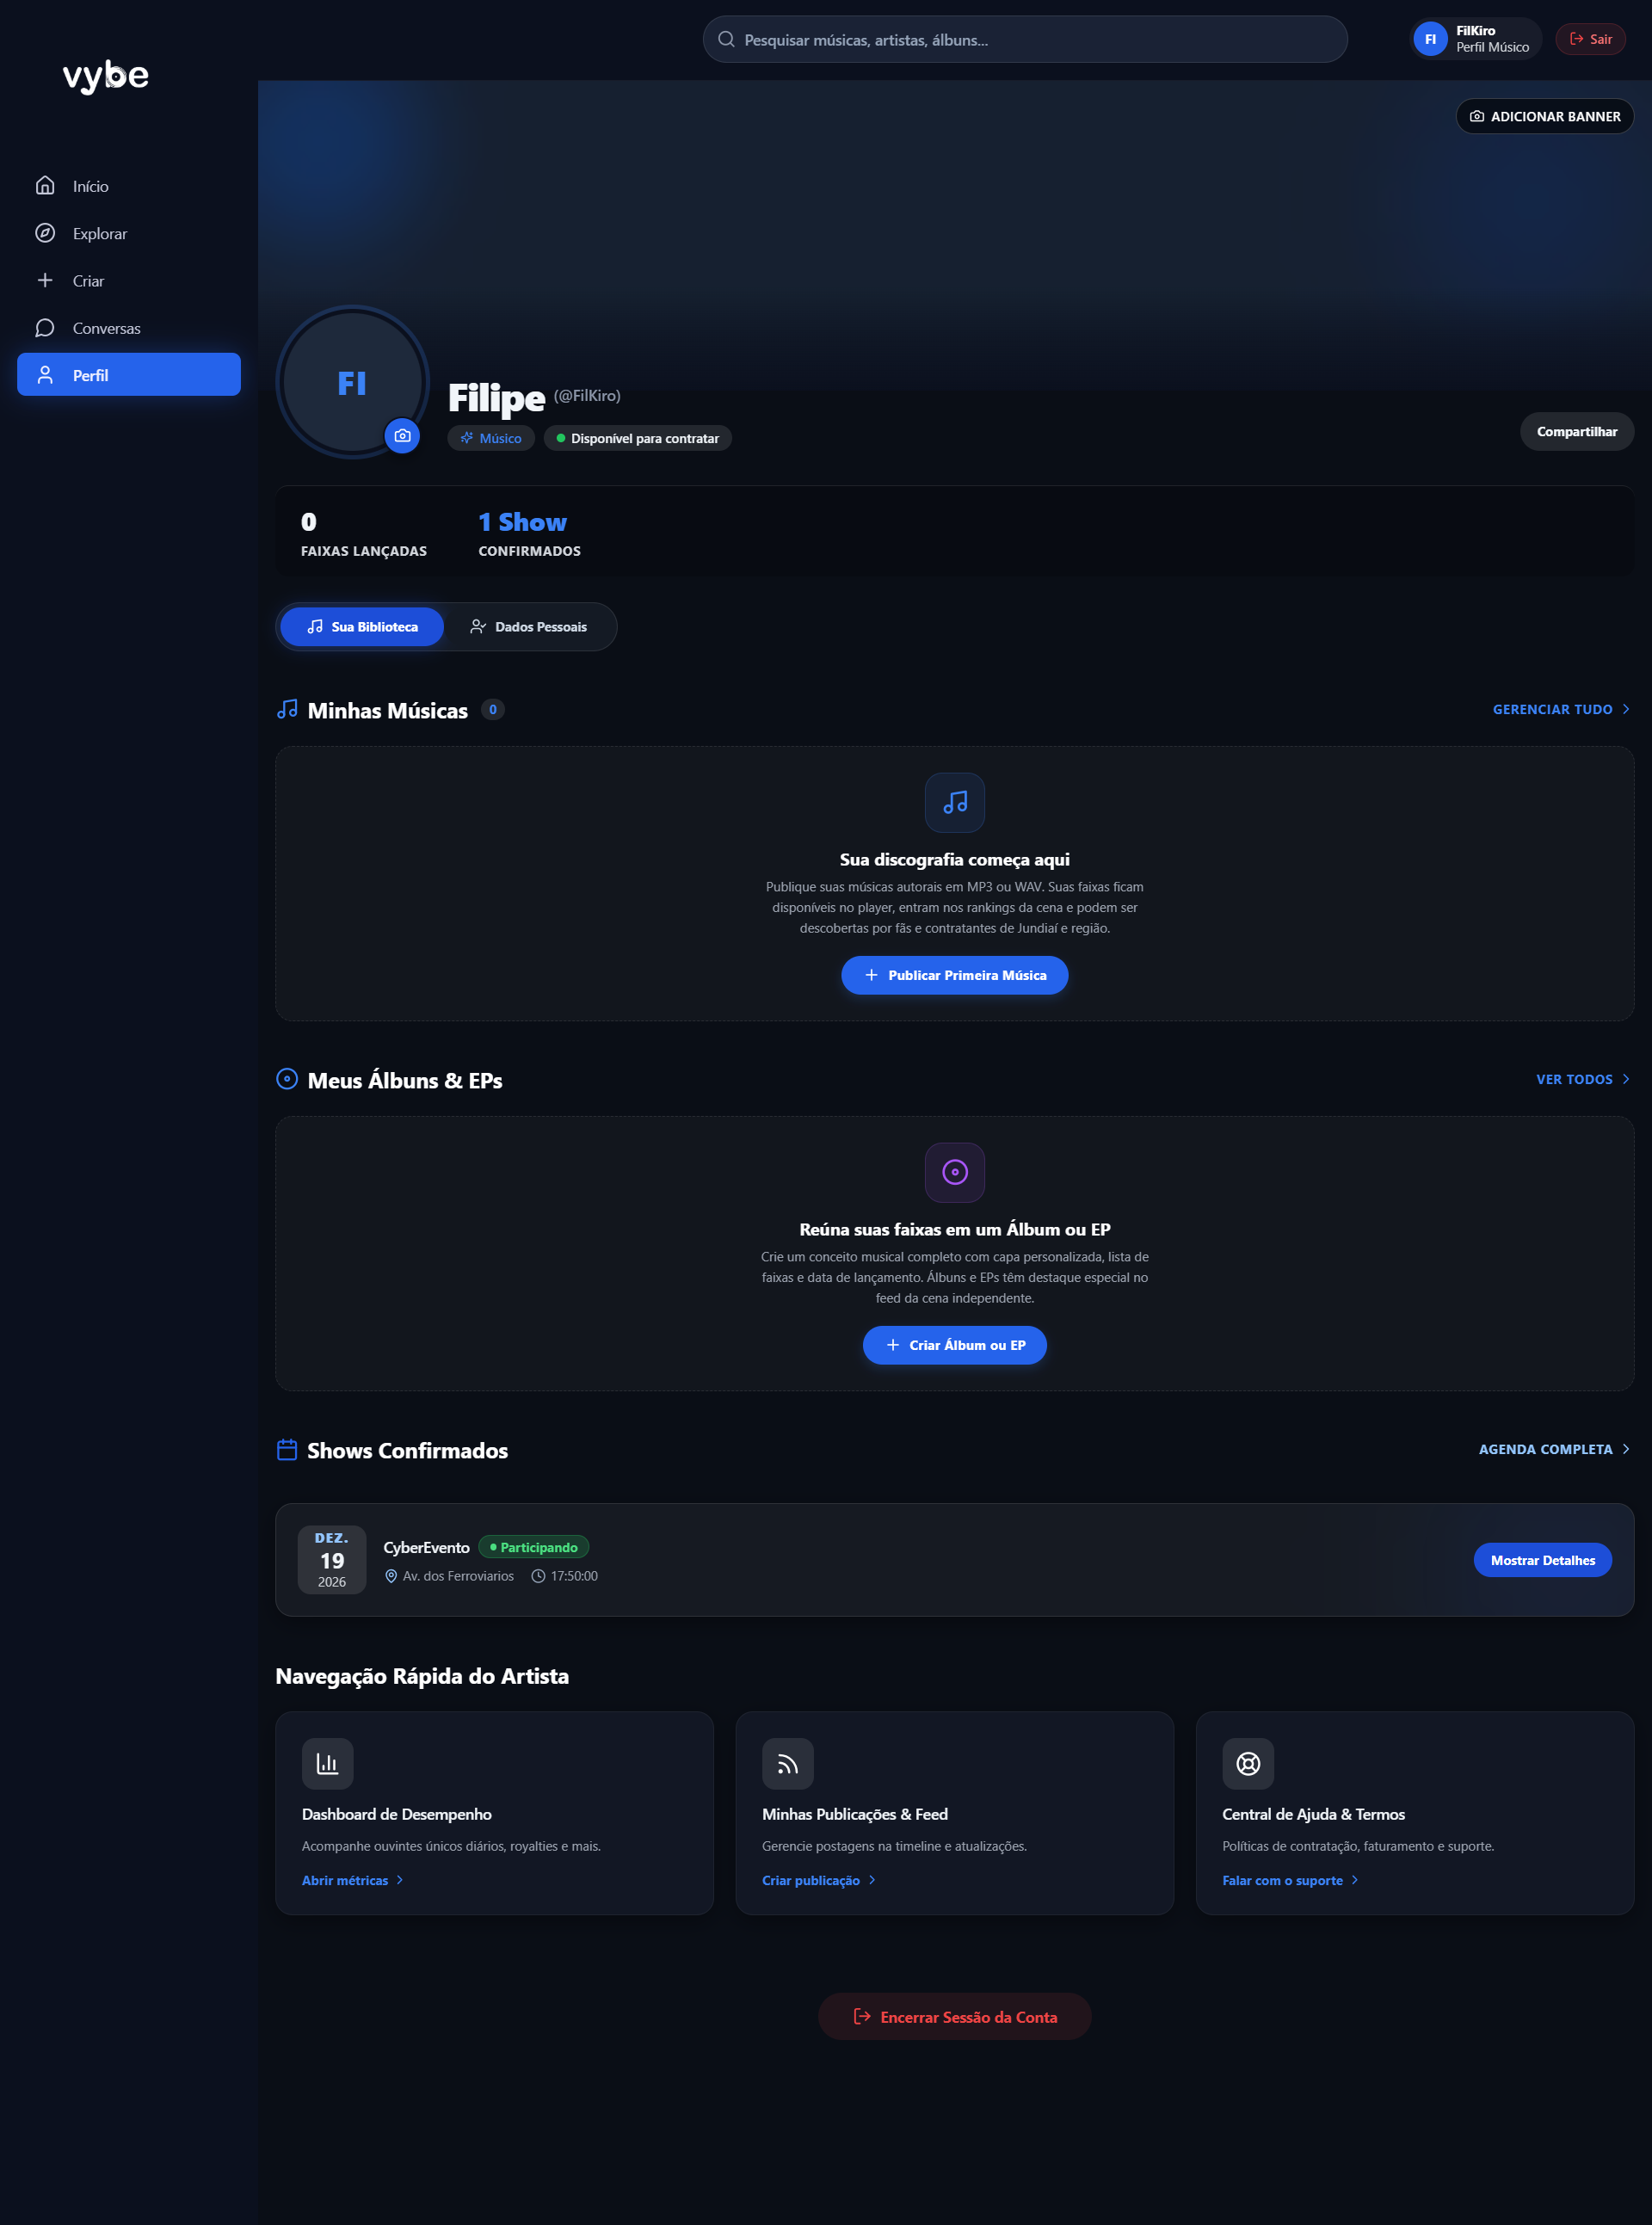 vybe
Pesquisar músicas, artistas, álbuns...
FI
FilKiro
Perfil Músico
Sair
Início
Explorar
Criar
Conversas
Perfil
ADICIONAR BANNER
FI
Filipe (@FilKiro)
Músico
Disponível para contratar
Compartilhar
0
FAIXAS LANÇADAS
1 Show
CONFIRMADOS
Sua Biblioteca
Dados Pessoais
Minhas Músicas 0
GERENCIAR TUDO
Sua discografia começa aqui
Publique suas músicas autorais em MP3 ou WAV. Suas faixas ficam
disponíveis no player, entram nos rankings da cena e podem ser
descobertas por fãs e contratantes de Jundiaí e região.
Publicar Primeira Música
Meus Álbuns & EPs
VER TODOS
Reúna suas faixas em um Álbum ou EP
Crie um conceito musical completo com capa personalizada, lista de
faixas e data de lançamento. Álbuns e EPs têm destaque especial no
feed da cena independente.
Criar Álbum ou EP
Shows Confirmados
AGENDA COMPLETA
DEZ.
19
2026
CyberEvento
Participando
Av. dos Ferroviarios
17:50:00
Mostrar Detalhes
Navegação Rápida do Artista
Dashboard de Desempenho
Acompanhe ouvintes únicos diários, royalties e mais.
Abrir métricas
Minhas Publicações & Feed
Gerencie postagens na timeline e atualizações.
Criar publicação
Central de Ajuda & Termos
Políticas de contratação, faturamento e suporte.
Falar com o suporte
Encerrar Sessão da Conta